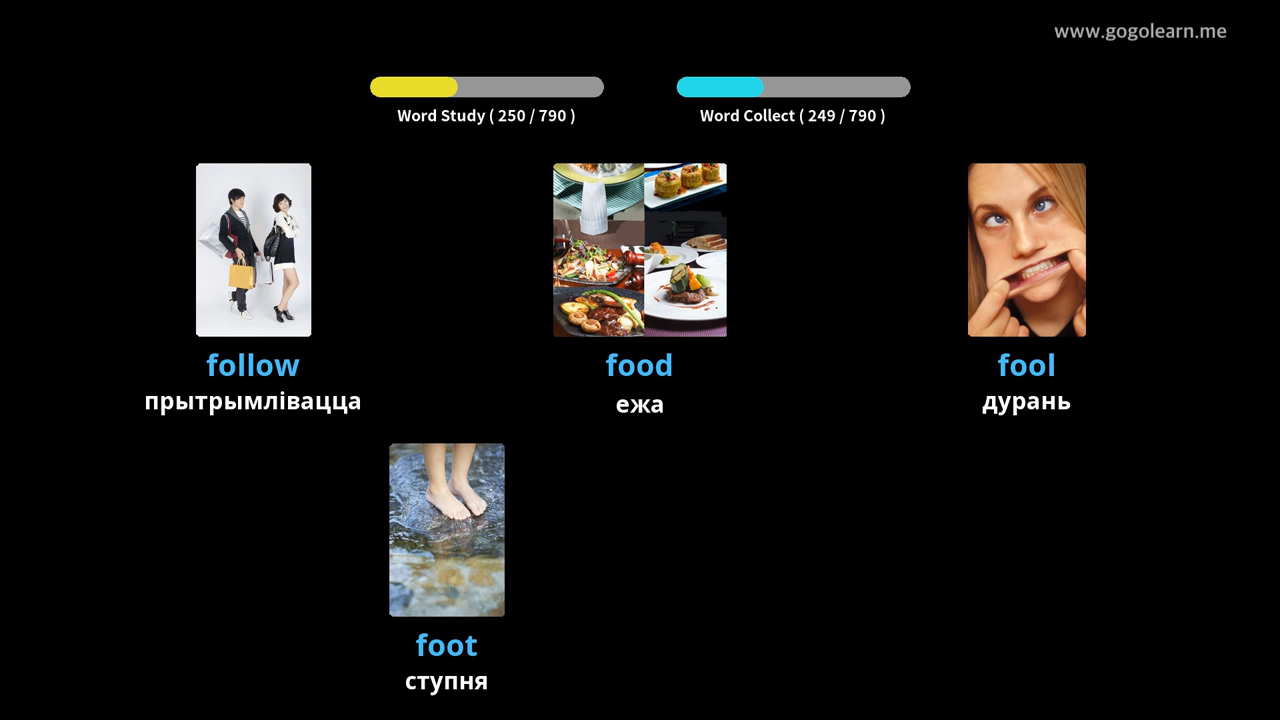 www.gogolearn.me
Word Study ( 250 / 790 )
Word Collect ( 249 / 790 )
follow
прытрымлівацца
food
ежа
fool
дурань
foot
ступня